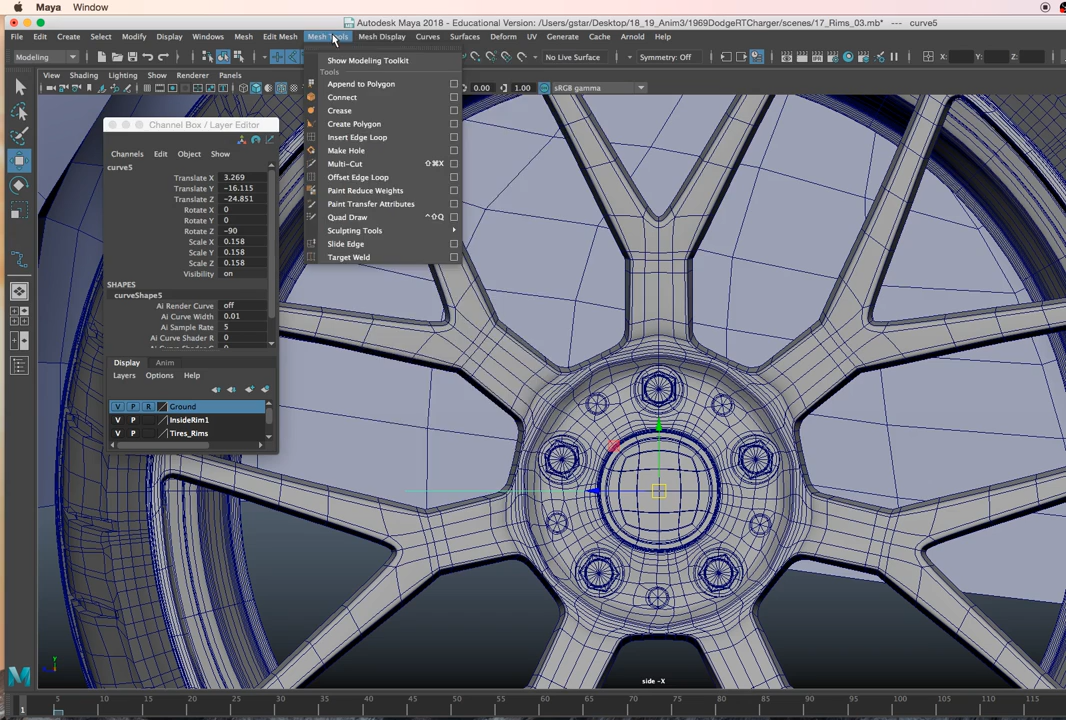 Maya Window
Autodesk Maya 2018 - Educational Version: /Users/gstar/Desktop/18_19_Anim3/1969DodgeRTCharger/scenes/17_Rims_03.mb* --- curve5
File Edit Create Select Modify Display Windows Mesh Edit Mesh Mesh Tools Mesh Display Curves Surfaces Deform UV Generate Cache Arnold Help
Modeling No Live Surface Symmetry: Off X: Y: Z:
View Shading Lighting Show Renderer Panels 0.00 1.00 sRGB gamma
Show Modeling Toolkit
Tools
Append to Polygon
Connect
Crease
Create Polygon
Insert Edge Loop
Make Hole
Multi-Cut ⇧⌘X
Offset Edge Loop
Paint Reduce Weights
Paint Transfer Attributes
Quad Draw ^⇧Q
Sculpting Tools
Slide Edge
Target Weld
Channel Box / Layer Editor
Channels Edit Object Show
curve5
Translate X 3.269
Translate Y -16.115
Translate Z -24.851
Rotate X 0
Rotate Y 0
Rotate Z -90
Scale X 0.158
Scale Y 0.158
Scale Z 0.158
Visibility on
SHAPES
curveShape5
Ai Render Curve off
Ai Curve Width 0.01
Ai Sample Rate 5
Ai Curve Shader R 0
Display Anim
Layers Options Help
V P R Ground
V P InsideRim1
V P Tires_Rims
side -X
5 10 15 20 25 30 35 40 45 50 55 60 65 70 75 80 85 90 95 100 105 110 115
1